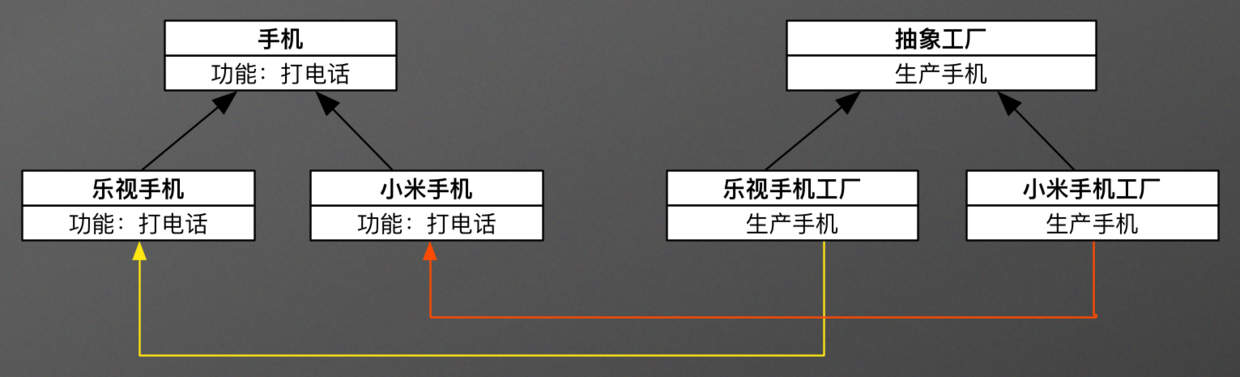 手机
功能：打电话
抽象工厂
生产手机
乐视手机
功能：打电话
小米手机
功能：打电话
乐视手机工厂
生产手机
小米手机工厂
生产手机